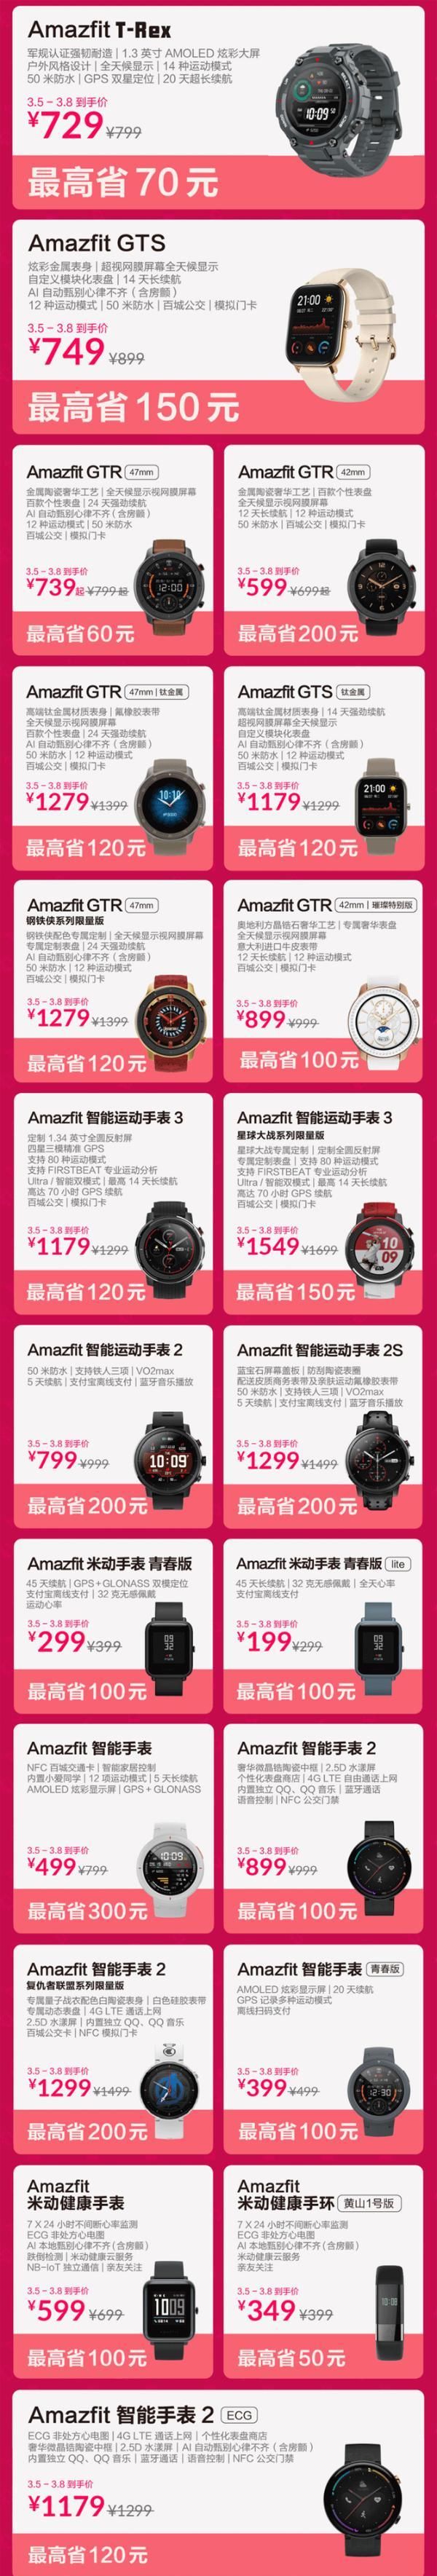 Amazfit T-Rex
军规认证强韧耐造 | 1.3 英寸 AMOLED 炫彩大屏
户外风格设计 | 全天候显示 | 14 种运动模式
50 米防水 | GPS 双星定位 | 20 天超长续航
3.5 – 3.8 到手价
¥729 ¥799
最高省 70 元
Amazfit GTS
炫彩金属表身 | 超视网膜屏幕全天候显示
自定义模块化表盘 | 14 天长续航
AI 自动甄别心律不齐（含房颤）
12 种运动模式 | 50 米防水 | 百城公交 | 模拟门卡
3.5 – 3.8 到手价
¥749 ¥899
最高省 150 元
Amazfit GTR 47mm
金属陶瓷奢华工艺 | 全天候显示视网膜屏幕
百款个性表盘 | 24 天强劲续航
AI 自动甄别心律不齐（含房颤）
12 种运动模式 | 50 米防水
百城公交 | 模拟门卡
3.5 – 3.8 到手价
¥739起 ¥799起
最高省 60 元
Amazfit GTR 42mm
金属陶瓷奢华工艺 | 百款个性表盘
全天候显示视网膜屏幕
12 天长续航 | 12 种运动模式
50 米防水 | 百城公交 | 模拟门卡
3.5 – 3.8 到手价
¥599 ¥699起
最高省 200 元
Amazfit GTR 47mm | 钛金属
高端钛金属材质表身 | 氟橡胶表带
全天候显示视网膜屏幕
百款个性表盘 | 24 天强劲续航
AI 自动甄别心律不齐（含房颤）
50 米防水 | 12 种运动模式
百城公交 | 模拟门卡
3.5 – 3.8 到手价
¥1279 ¥1399
最高省 120 元
Amazfit GTS 钛金属
高端钛金属材质表身 | 14 天强劲续航
超视网膜屏幕全天候显示
自定义模块化表盘
AI 自动甄别心律不齐（含房颤）
50 米防水 | 12 种运动模式
百城公交 | 模拟门卡
3.5 – 3.8 到手价
¥1179 ¥1299
最高省 120 元
Amazfit GTR 47mm
钢铁侠系列限量版
钢铁侠配色专属定制 | 全天候显示视网膜屏幕
专属定制表盘 | 24 天强劲续航
AI 自动甄别心律不齐（含房颤）
50 米防水 | 12 种运动模式
百城公交 | 模拟门卡
3.5 – 3.8 到手价
¥1279 ¥1399
最高省 120 元
Amazfit GTR 42mm | 璀璨特别版
奥地利方晶锆石奢华工艺 | 专属奢华表盘
全天候显示视网膜屏幕
意大利进口牛皮表带
12 天长续航 | 12 种运动模式
百城公交 | 模拟门卡
3.5 – 3.8 到手价
¥899 ¥999
最高省 100 元
Amazfit 智能运动手表 3
定制 1.34 英寸全圆反射屏
四星三模精准 GPS
支持 80 种运动模式
支持 FIRSTBEAT 专业运动分析
Ultra / 智能双模式 | 最高 14 天长续航
高达 70 小时 GPS 续航
百城公交 | 模拟门卡
3.5 – 3.8 到手价
¥1179 ¥1299
最高省 120 元
Amazfit 智能运动手表 3
星球大战系列限量版
星球大战专属定制 | 定制全圆反射屏
专属定制表盘 | 支持 80 种运动模式
支持 FIRSTBEAT 专业运动分析
Ultra / 智能双模式 | 最高 14 天长续航
高达 70 小时 GPS 续航
百城公交 | 模拟门卡
3.5 – 3.8 到手价
¥1549 ¥1699
最高省 150 元
Amazfit 智能运动手表 2
50 米防水 | 支持铁人三项 | VO2max
5 天续航 | 支付宝离线支付 | 蓝牙音乐播放
3.5 – 3.8 到手价
¥799 ¥999
最高省 200 元
Amazfit 智能运动手表 2S
蓝宝石屏幕盖板 | 防刮陶瓷表圈
配送皮质商务表带及亲肤运动氟橡胶表带
50 米防水 | 支持铁人三项 | VO2max
5 天续航 | 支付宝离线支付 | 蓝牙音乐播放
3.5 – 3.8 到手价
¥1299 ¥1499
最高省 200 元
Amazfit 米动手表 青春版
45 天续航 | GPS+GLONASS 双模定位
支付宝离线支付 | 32 克无感佩戴
运动心率
3.5 – 3.8 到手价
¥299 ¥399
最高省 100 元
Amazfit 米动手表 青春版 lite
45 天长续航 | 32 克无感佩戴 | 全天心率
支付宝离线支付
3.5 – 3.8 到手价
¥199 ¥299
最高省 100 元
Amazfit 智能手表
NFC 百城交通卡 | 智能家居控制
内置小爱同学 | 12 项运动模式 | 5 天长续航
AMOLED 炫彩显示屏 | GPS + GLONASS
3.5 – 3.8 到手价
¥499 ¥799
最高省 300 元
Amazfit 智能手表 2
奢华微晶锆陶瓷中框 | 2.5D 水漾屏
个性化表盘商店 | 4G LTE 自由通话上网
内置独立 QQ、QQ 音乐 | 蓝牙通话
语音控制 | NFC 公交门禁
3.5 – 3.8 到手价
¥899 ¥999
最高省 100 元
Amazfit 智能手表 2
复仇者联盟系列限量版
专属量子战衣配色白陶瓷表身 | 白色硅胶表带
专属动态表盘 | 4G LTE 通话上网
2.5D 水漾屏 | 内置独立 QQ、QQ 音乐
百城公交卡 | NFC 模拟门卡
3.5 – 3.8 到手价
¥1299 ¥1499
最高省 200 元
Amazfit 智能手表 青春版
AMOLED 炫彩显示屏 | 20 天续航
GPS 记录多种运动模式
离线扫码支付
3.5 – 3.8 到手价
¥399 ¥499
最高省 100 元
Amazfit
米动健康手表
7 X 24 小时不间断心率监测
ECG 非处方心电图
AI 本地甄别心律不齐（含房颤）
跌倒检测 | 米动健康云服务
NB-IoT 独立通信 | 亲友关注
3.5 – 3.8 到手价
¥599 ¥699
最高省 100 元
Amazfit
米动健康手环 黄山1号版
7 X 24 小时不间断心率监测
ECG 非处方心电图
AI 本地甄别心律不齐（含房颤）
米动健康云服务
亲友关注
3.5 – 3.8 到手价
¥349 ¥399
最高省 50 元
Amazfit 智能手表 2 ECG
ECG 非处方心电图 | 4G LTE 通话上网 | 个性化表盘商店
奢华微晶锆陶瓷中框 | 2.5D 水漾屏 | AI 自动甄别心律不齐（含房颤）
内置独立 QQ、QQ 音乐 | 蓝牙通话 | 语音控制 | NFC 公交门禁
3.5 – 3.8 到手价
¥1179 ¥1299
最高省 120 元